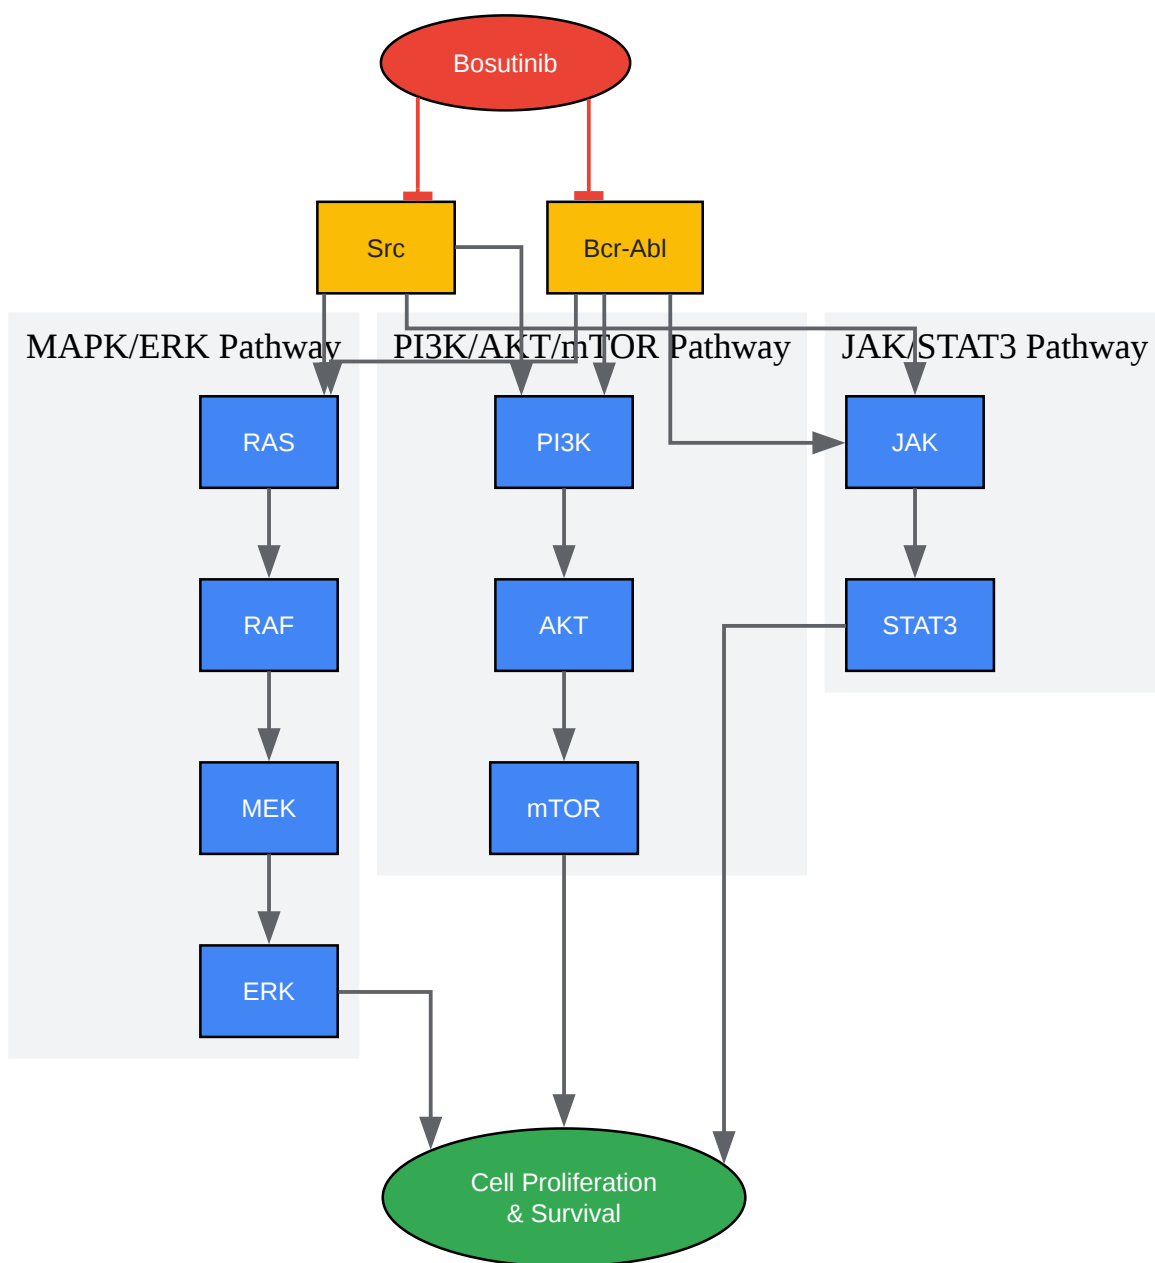 Bosutinib
Src
Bcr-Abl
MAPK/ERK Pathway
PI3K/AKT/mTOR Pathway
JAK/STAT3 Pathway
RAS
PI3K
JAK
RAF
AKT
STAT3
MEK
mTOR
ERK
Cell Proliferation
& Survival